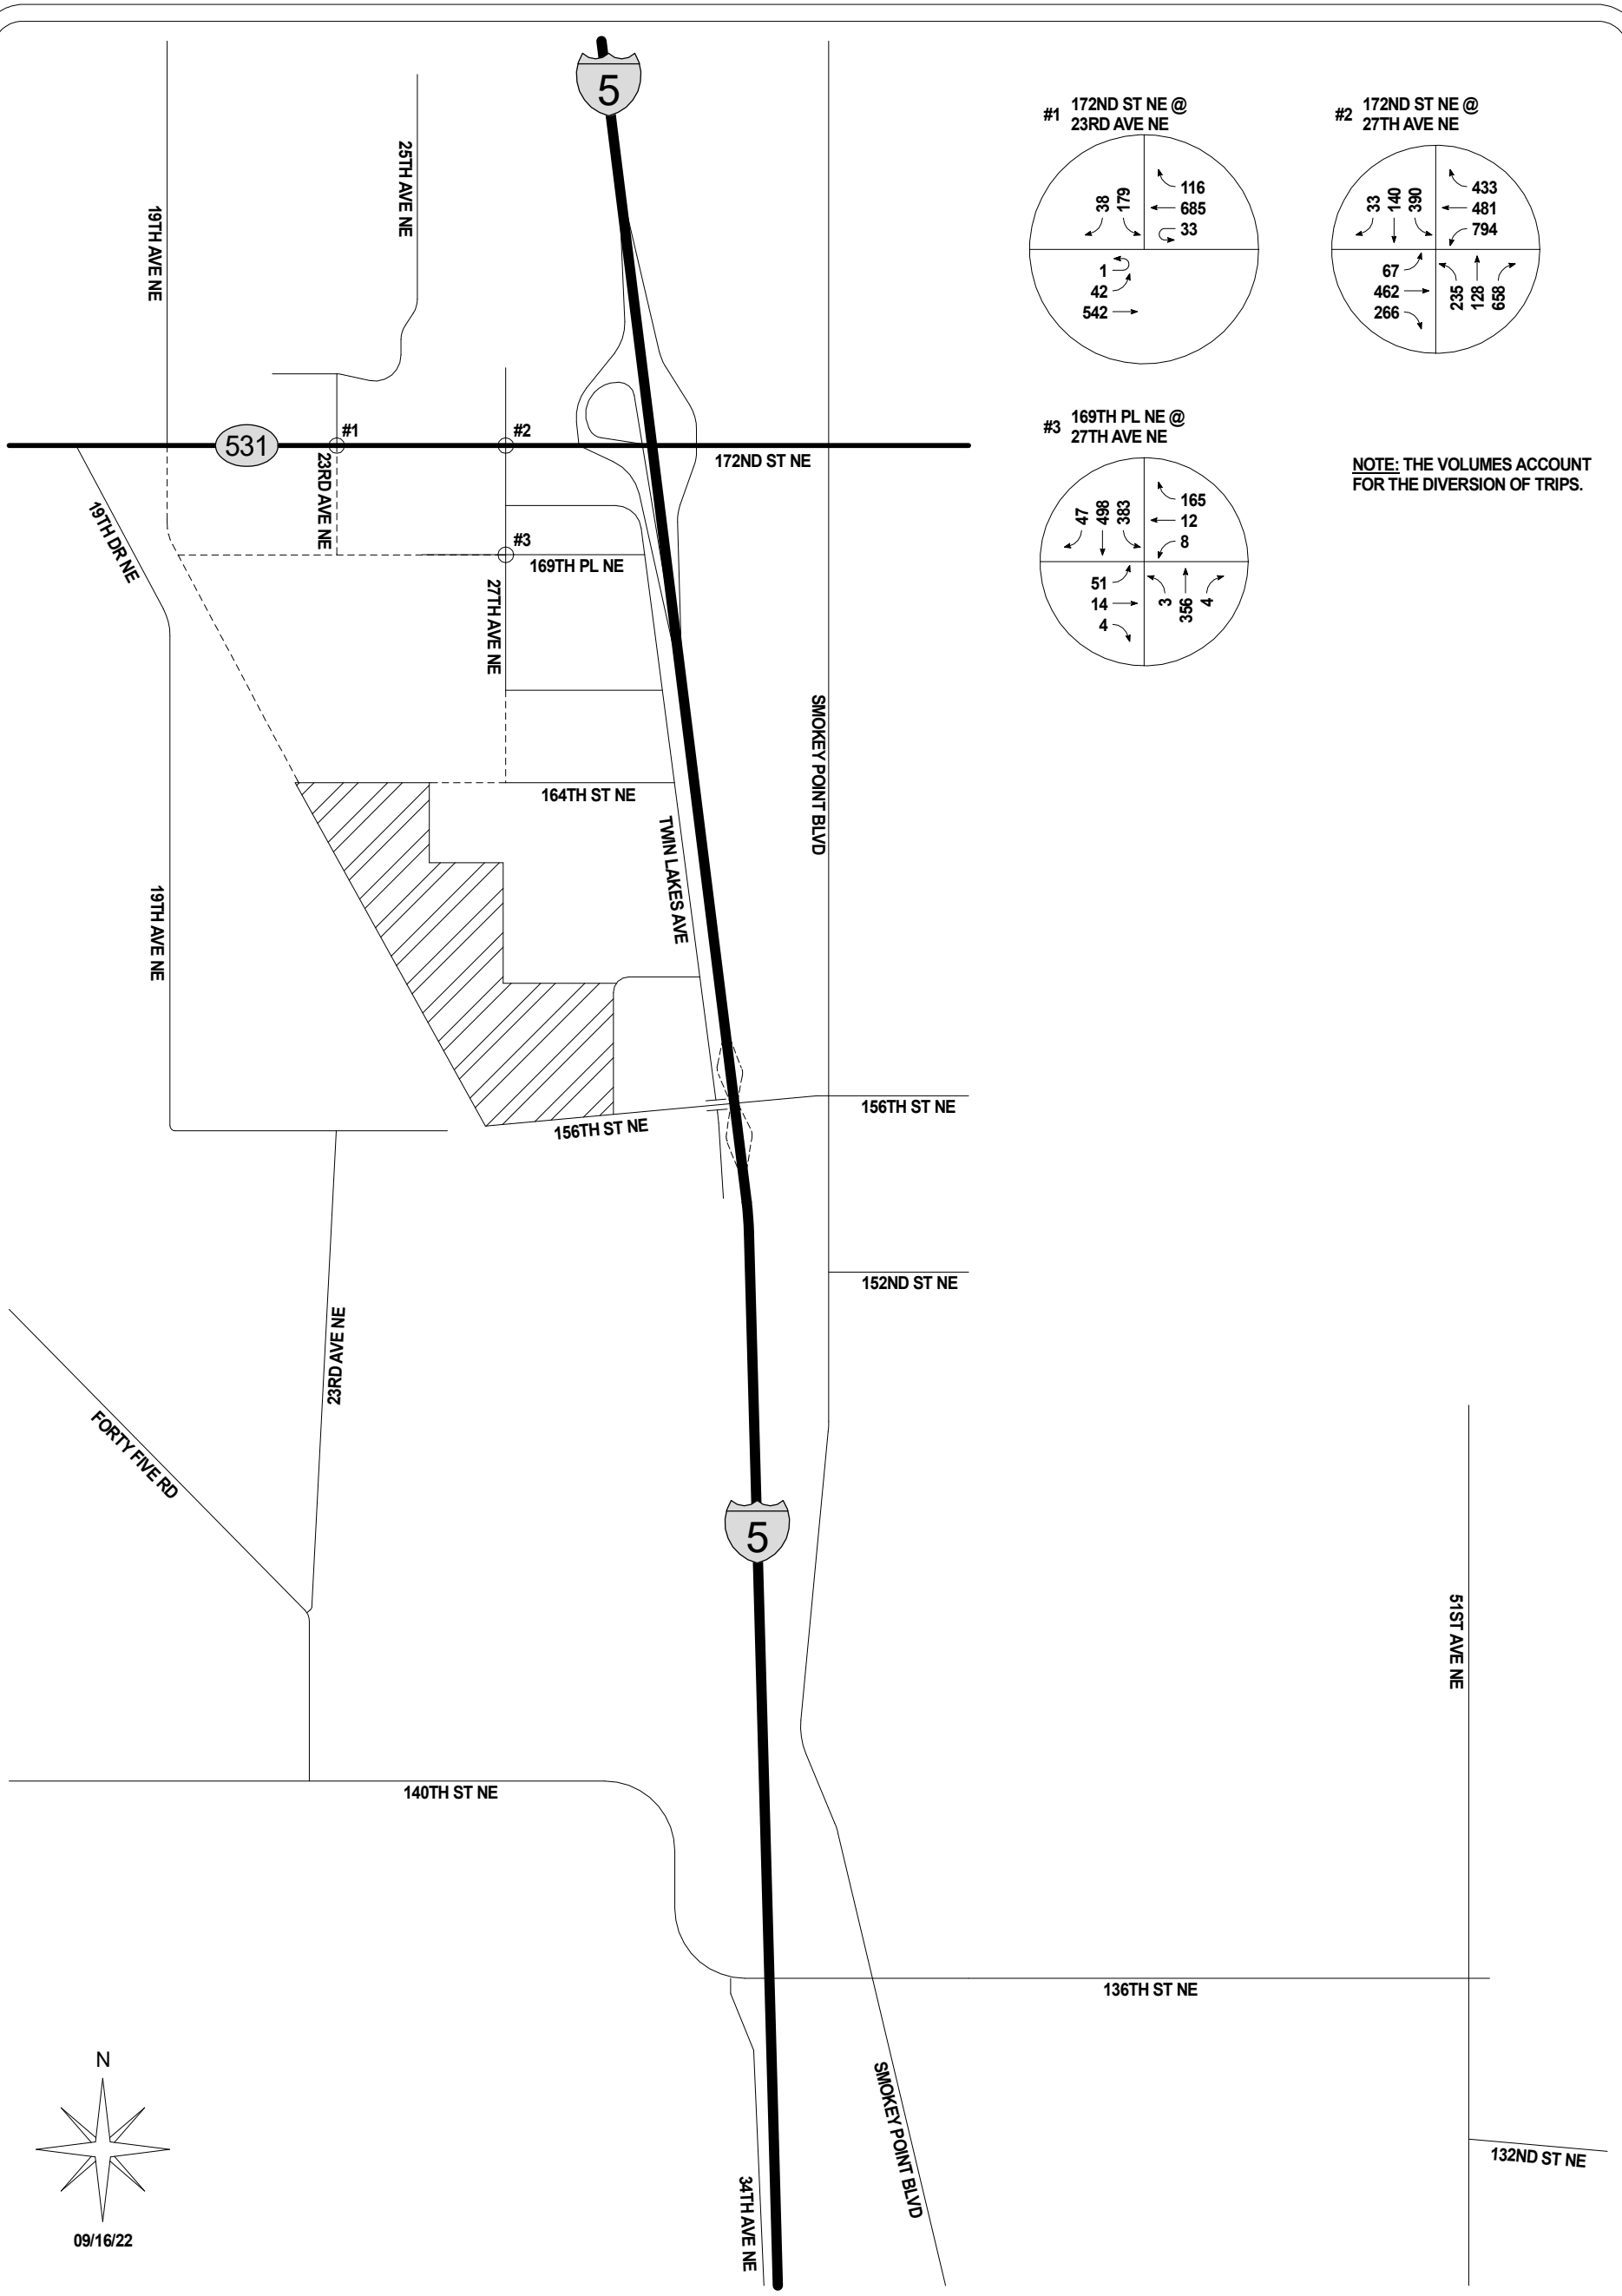 5
#1 172ND ST NE @
23RD AVE NE
38
179
116
685
33
1
42
542
#2 172ND ST NE @
27TH AVE NE
33
140
390
433
481
794
67
462
266
235
128
658
#3 169TH PL NE @
27TH AVE NE
47
498
383
165
12
8
51
14
4
3
356
4
NOTE: THE VOLUMES ACCOUNT
FOR THE DIVERSION OF TRIPS.
19TH AVE NE
25TH AVE NE
531
#1
#2
172ND ST NE
23RD AVE NE
19TH DR NE
#3
169TH PL NE
27TH AVE NE
SMOKEY POINT BLVD
164TH ST NE
TWIN LAKES AVE
19TH AVE NE
156TH ST NE
156TH ST NE
152ND ST NE
23RD AVE NE
FORTY FIVE RD
5
51ST AVE NE
140TH ST NE
136TH ST NE
N
09/16/22
SMOKEY POINT BLVD
34TH AVE NE
132ND ST NE